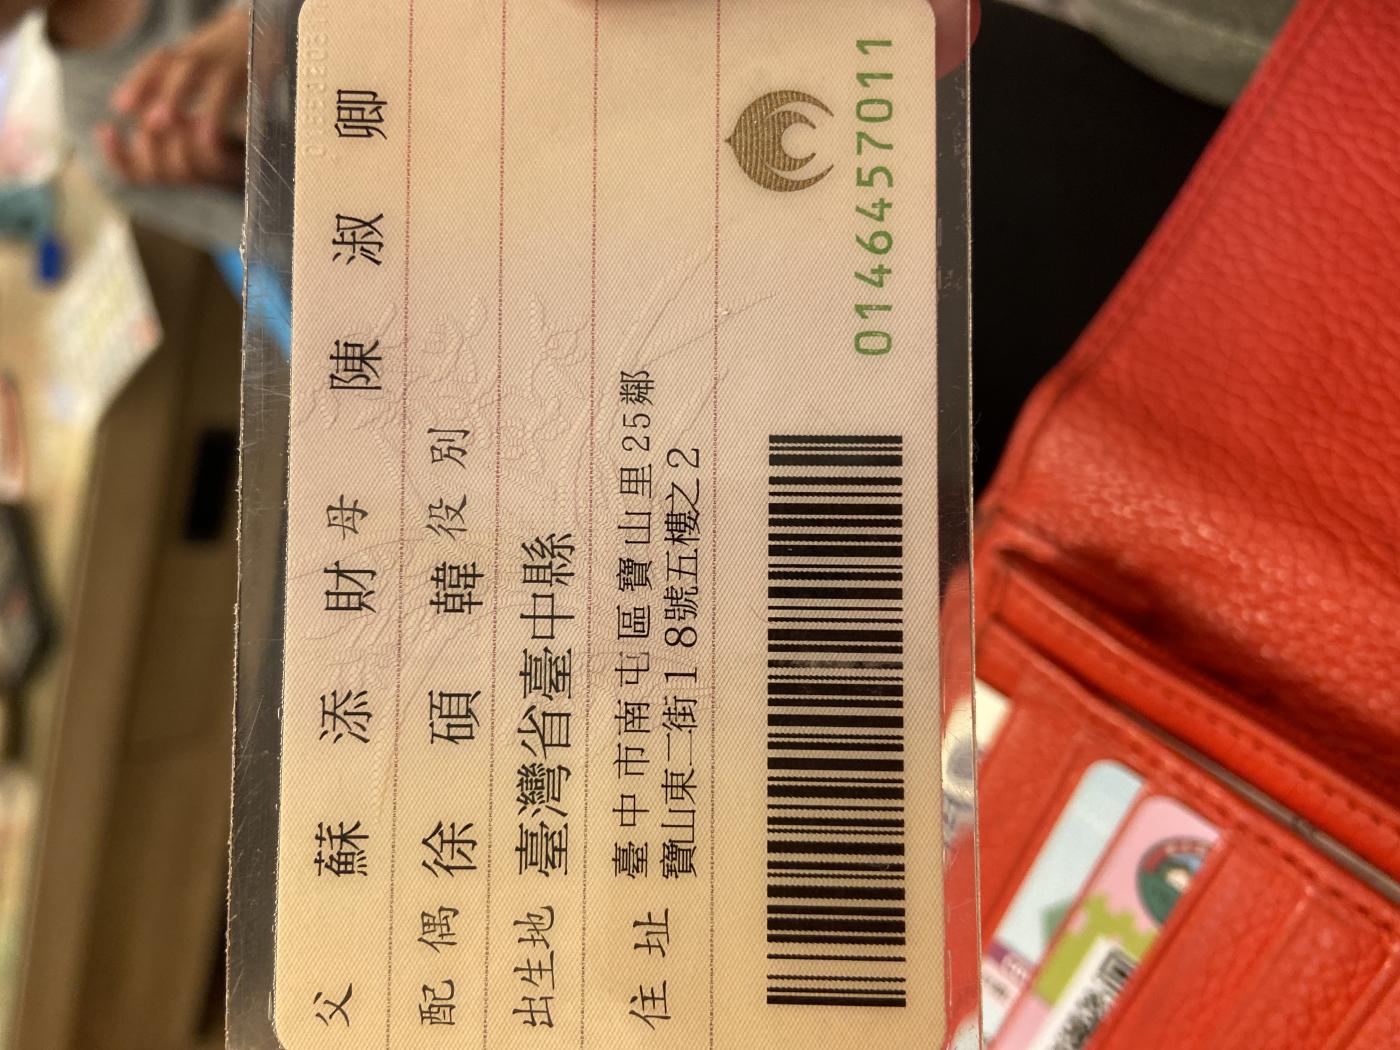 父 蘇添財 母 陳淑卿
配偶 徐碩韓 役別
出生地 臺灣省臺中縣
住址 臺中市南屯區寶山里25鄰
寶山東二街18號五樓之2
0146457011